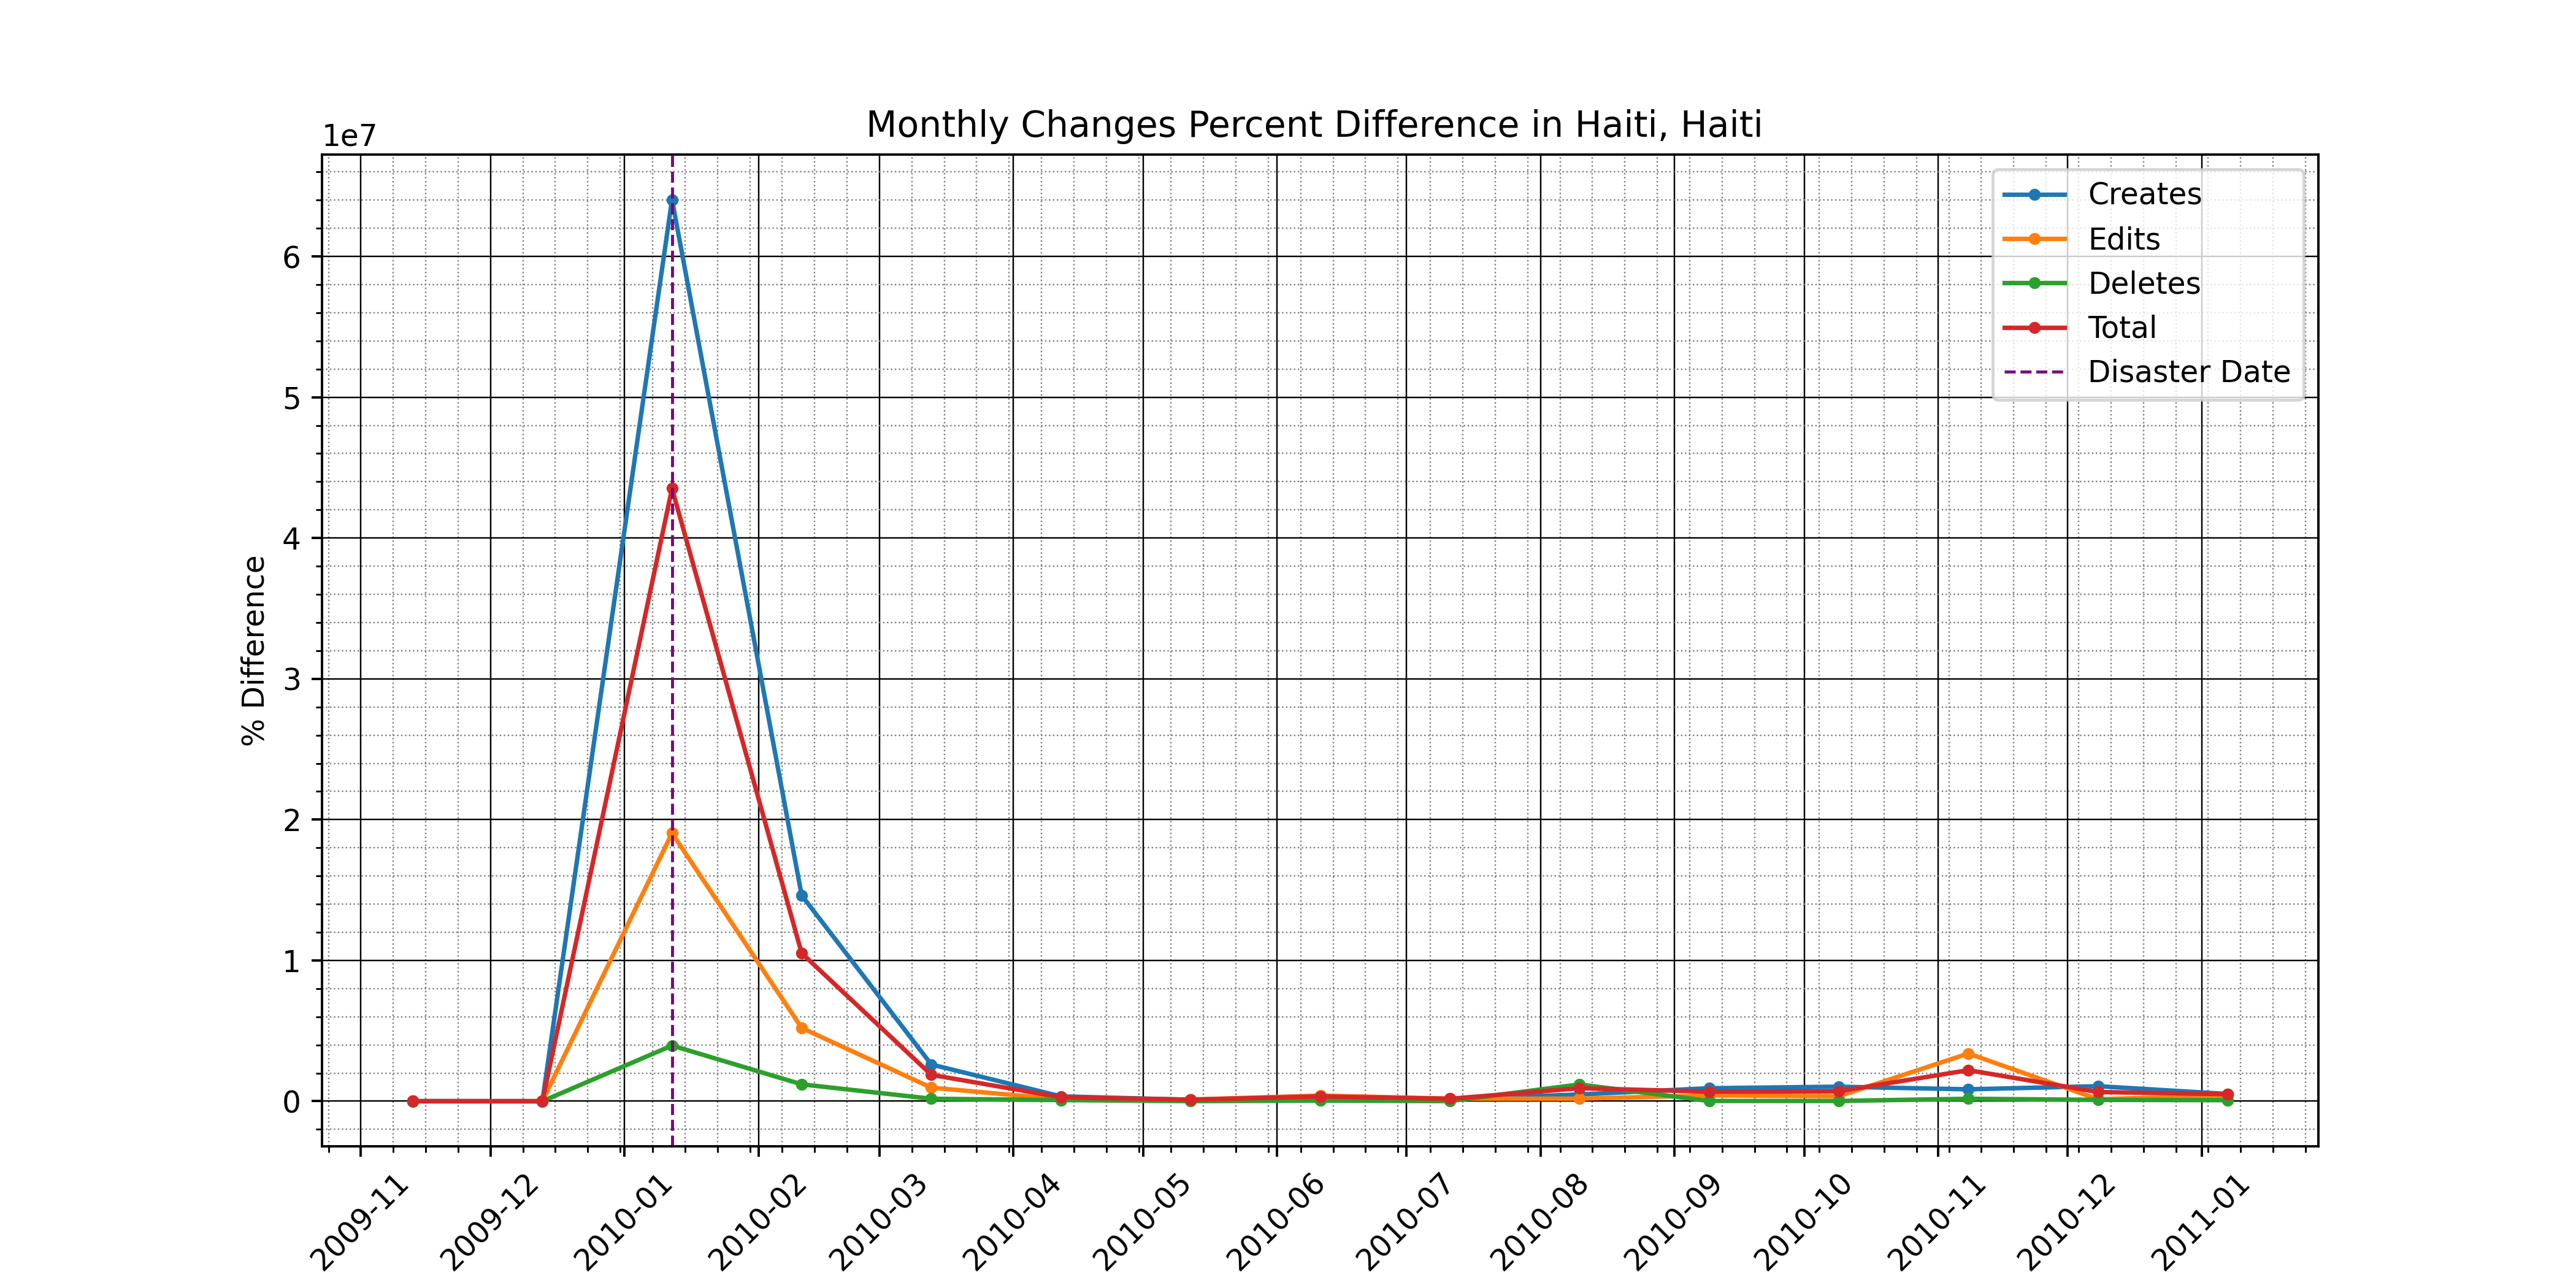 Monthly Changes Percent Difference in Haiti, Haiti
1e7
6
5
4
3
2
1
0
% Difference
Creates
Edits
Deletes
Total
Disaster Date
2009-11
2009-12
2010-01
2010-02
2010-03
2010-04
2010-05
2010-06
2010-07
2010-08
2010-09
2010-10
2010-11
2010-12
2011-01